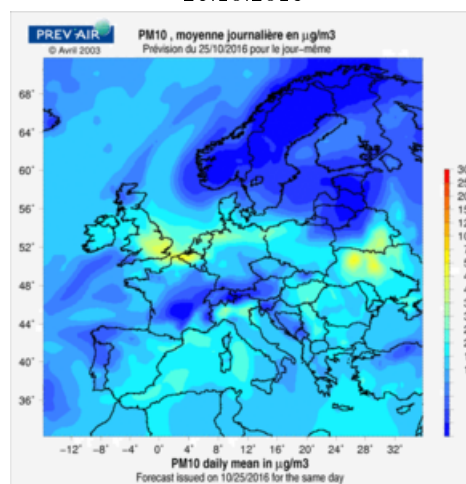 PREV'AIR
© Avril 2003
PM10 , moyenne journalière en µg/m3
Prévision du 25/10/2016 pour le jour-même
68°
64°
60°
56°
52°
48°
44°
40°
36°
−12° −8° −4° 0° 4° 8° 12° 16° 20° 24° 28° 32°
PM10 daily mean in µg/m3
Forecast issued on 10/25/2016 for the same day